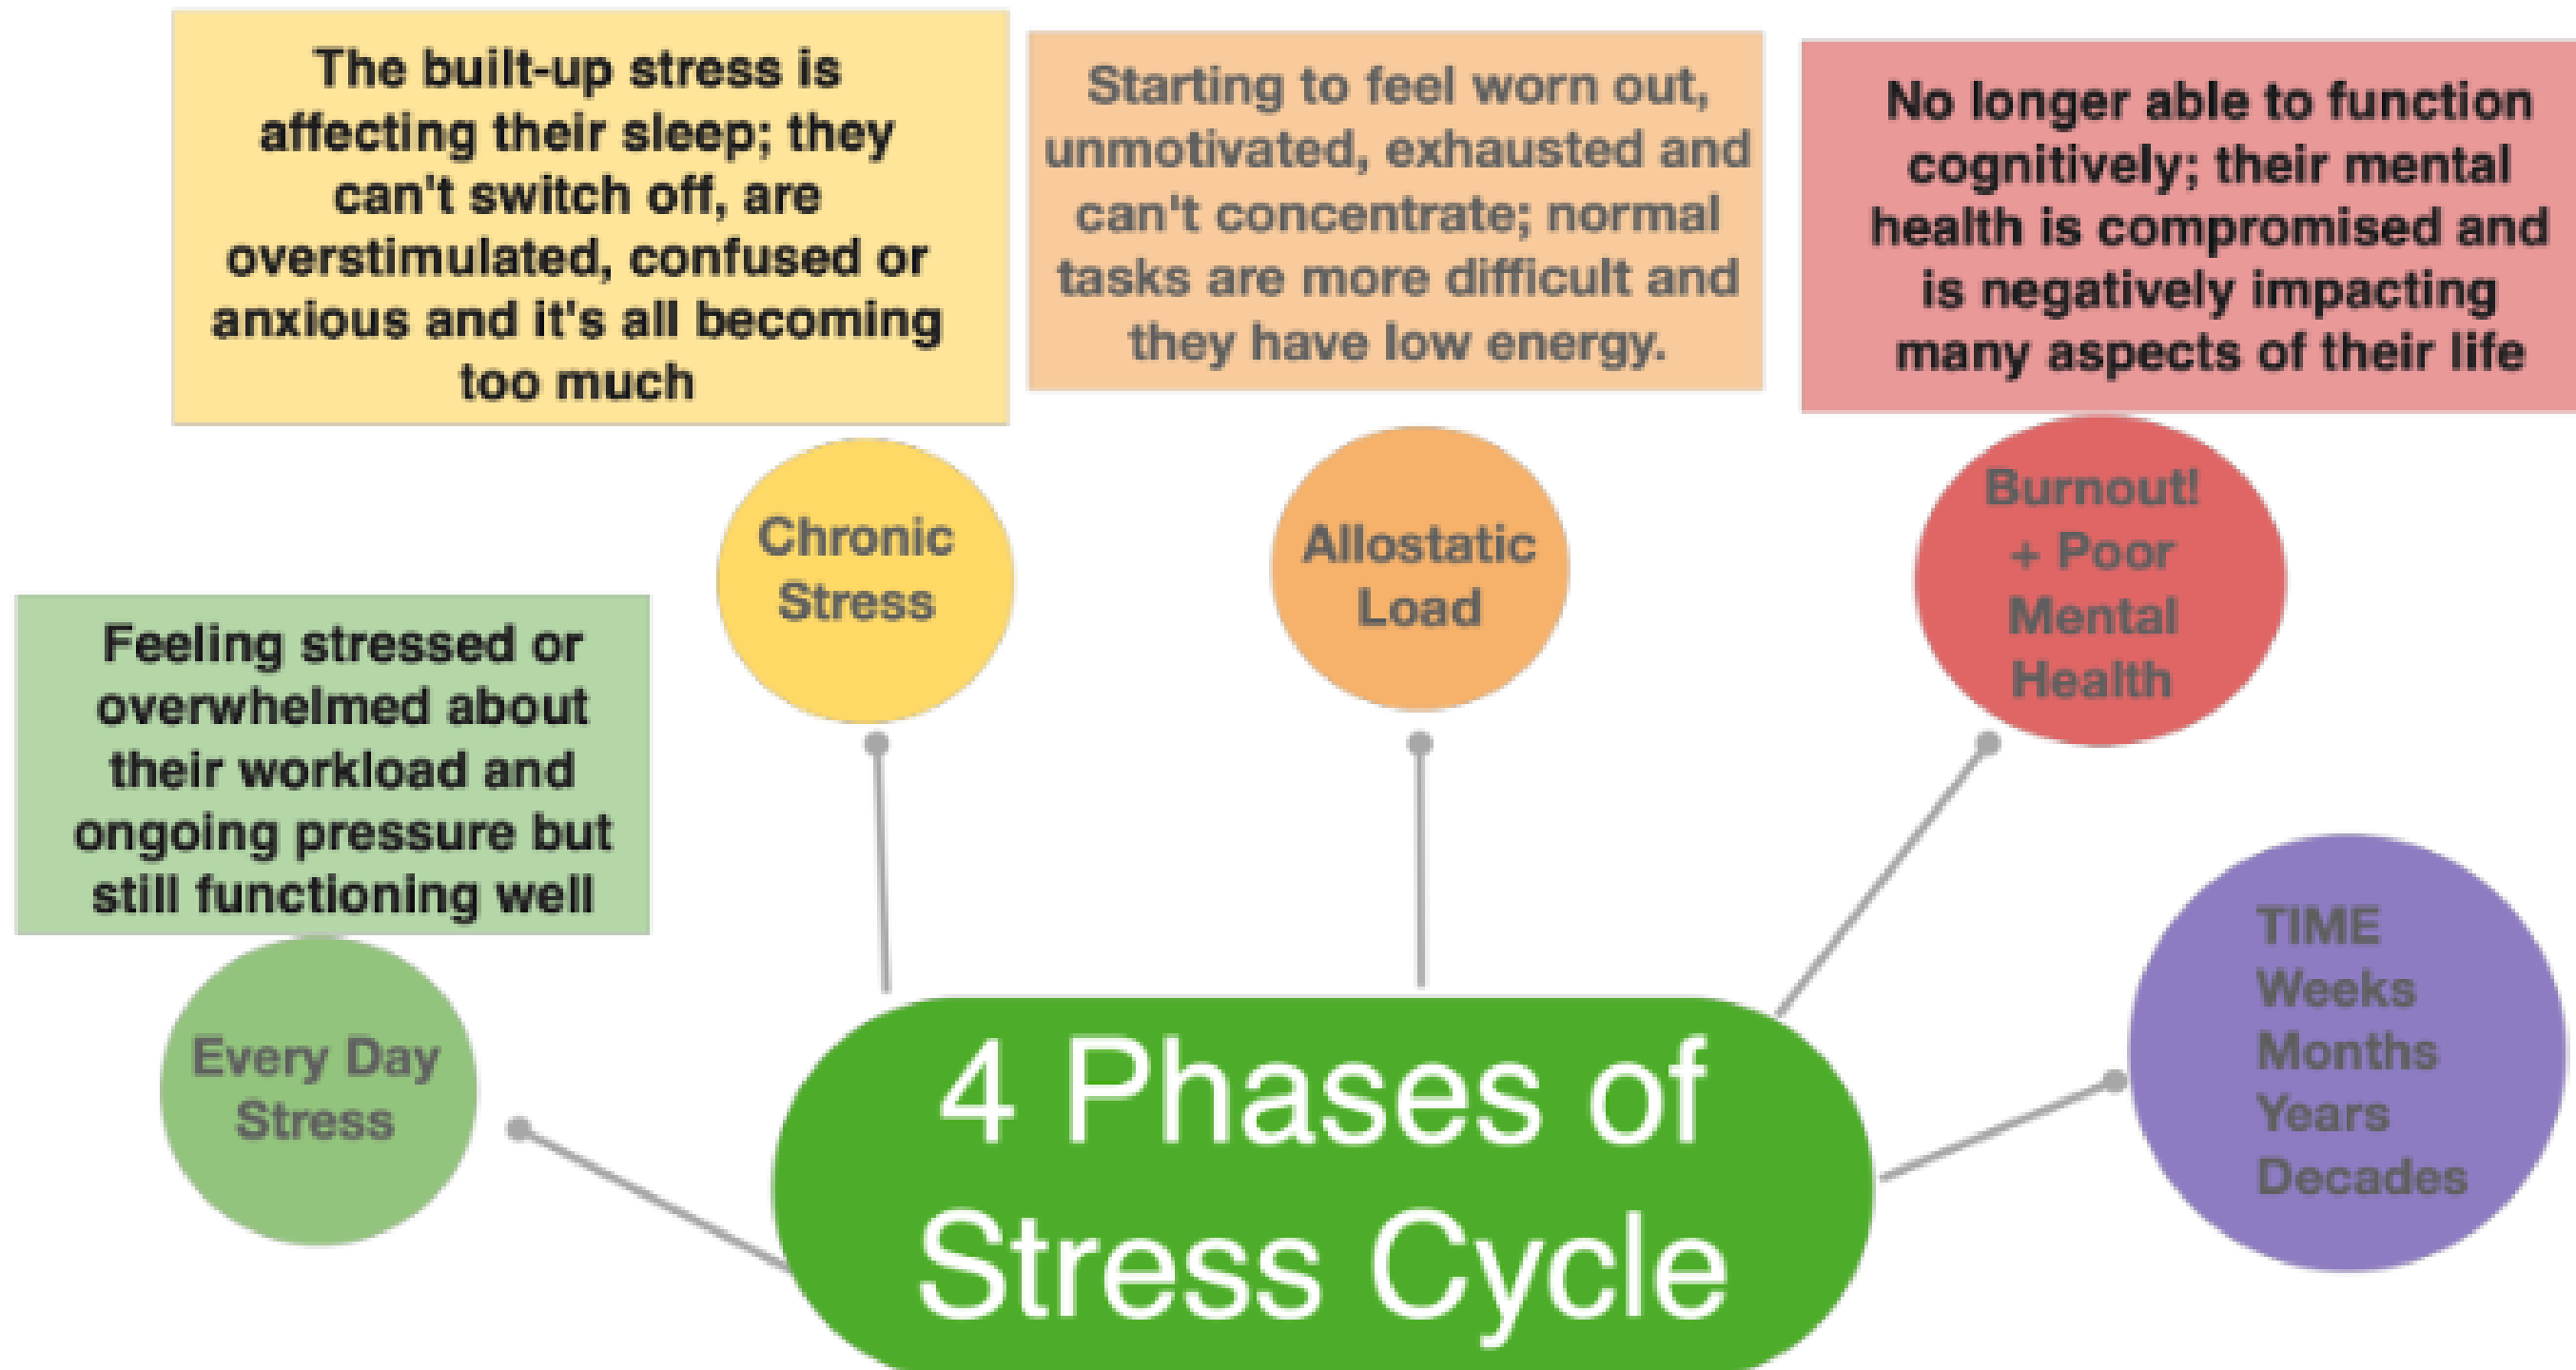 The built-up stress is
affecting their sleep; they
can't switch off, are
overstimulated, confused or
anxious and it's all becoming
too much
Starting to feel worn out,
unmotivated, exhausted and
can't concentrate; normal
tasks are more difficult and
they have low energy.
No longer able to function
cognitively; their mental
health is compromised and
is negatively impacting
many aspects of their life
Chronic
Stress
Allostatic
Load
Burnout!
+ Poor
Mental
Health
Feeling stressed or
overwhelmed about
their workload and
ongoing pressure but
still functioning well
Every Day
Stress
TIME
Weeks
Months
Years
Decades
4 Phases of
Stress Cycle